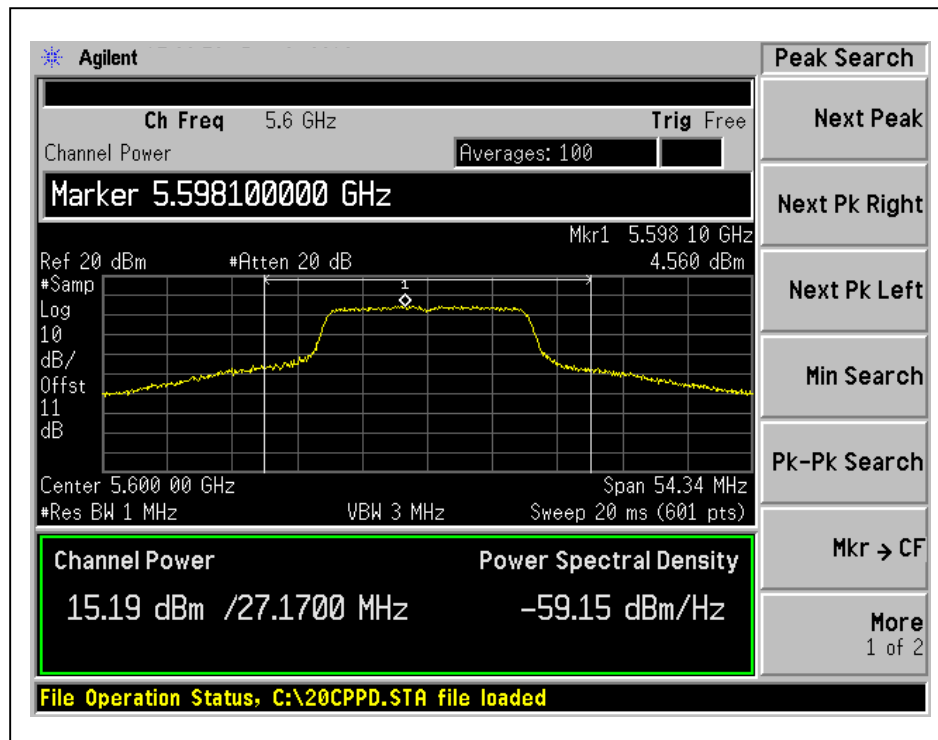 Agilent
Peak Search
Ch Freq 5.6 GHz Trig Free
Channel Power Averages: 100
Marker 5.598100000 GHz
Mkr1 5.598 10 GHz
Ref 20 dBm #Atten 20 dB 4.560 dBm
#Samp
Log
10
dB/
Offst
11
dB
1
Center 5.600 00 GHz Span 54.34 MHz
#Res BW 1 MHz VBW 3 MHz Sweep 20 ms (601 pts)
Channel Power Power Spectral Density
15.19 dBm /27.1700 MHz -59.15 dBm/Hz
File Operation Status, C:\20CPPD.STA file loaded
Next Peak
Next Pk Right
Next Pk Left
Min Search
Pk-Pk Search
Mkr → CF
More
1 of 2